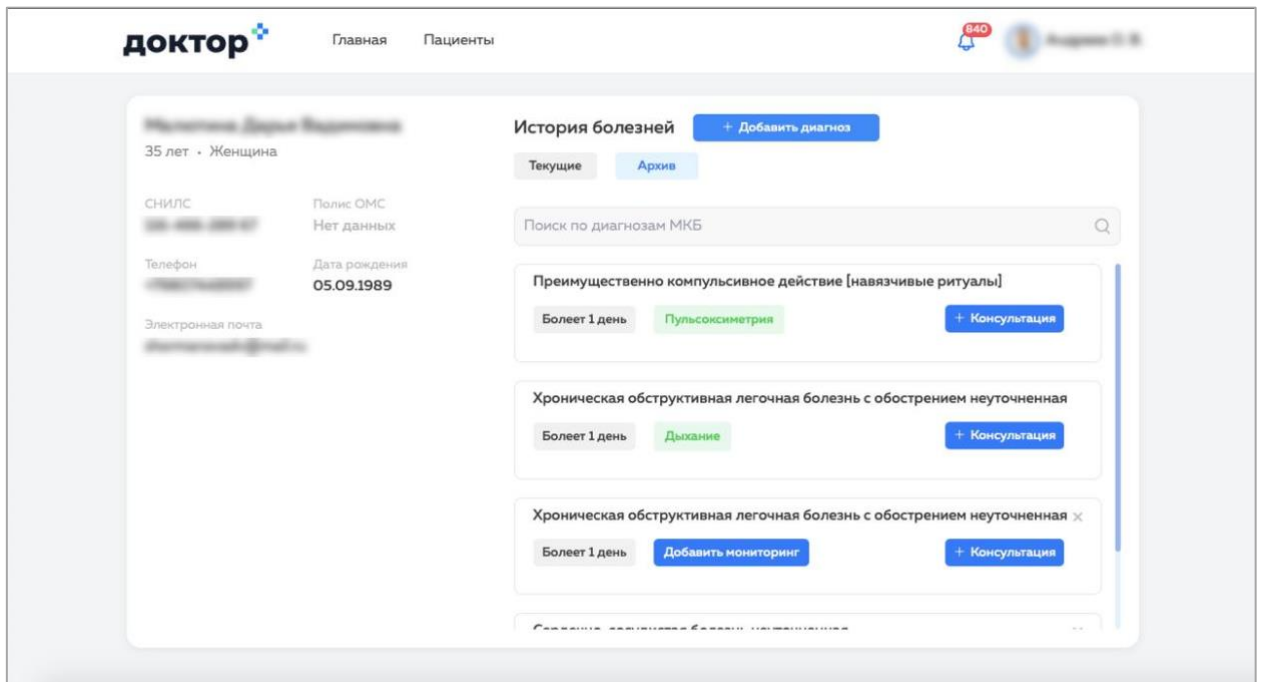 доктор
Главная
Пациенты
840
35 лет • Женщина
СНИЛС
Полис ОМС
Нет данных
Телефон
Дата рождения
05.09.1989
Электронная почта
История болезней
+ Добавить диагноз
Текущие
Архив
Поиск по диагнозам МКБ
Преимущественно компульсивное действие [навязчивые ритуалы]
Болеет 1 день
Пульсоксиметрия
+ Консультация
Хроническая обструктивная легочная болезнь с обострением неуточненная
Болеет 1 день
Дыхание
+ Консультация
Хроническая обструктивная легочная болезнь с обострением неуточненная ×
Болеет 1 день
Добавить мониторинг
+ Консультация